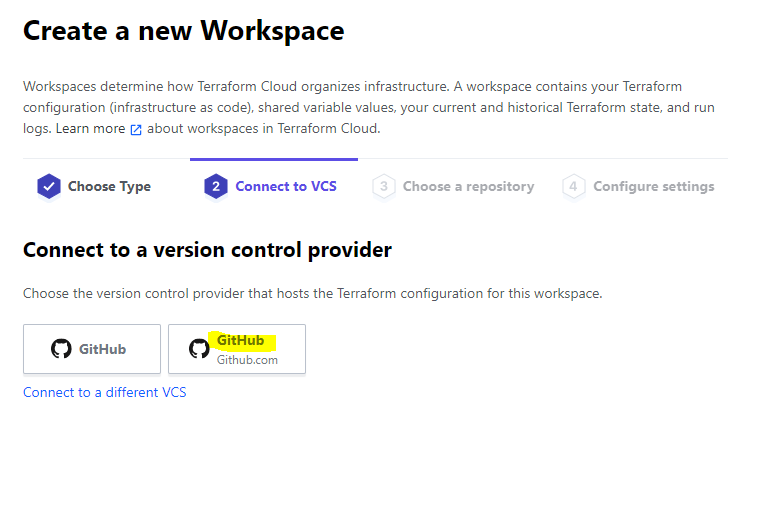 Create a new Workspace
Workspaces determine how Terraform Cloud organizes infrastructure. A workspace contains your Terraform
configuration (infrastructure as code), shared variable values, your current and historical Terraform state, and run
logs. Learn more about workspaces in Terraform Cloud.
Choose Type
2 Connect to VCS
3 Choose a repository
4 Configure settings
Connect to a version control provider
Choose the version control provider that hosts the Terraform configuration for this workspace.
GitHub
GitHub
Github.com
Connect to a different VCS